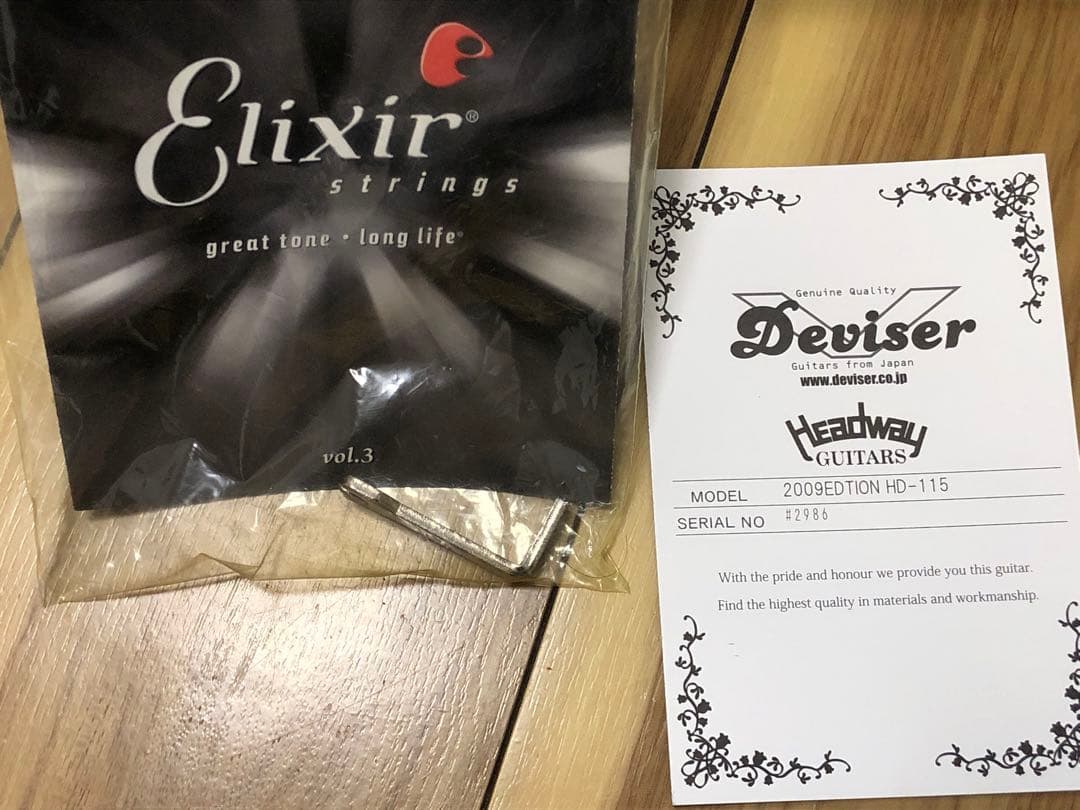 Elixir®
strings
great tone • long life®
vol.3
Genuine Quality
Deviser
Guitars from Japan
www.deviser.co.jp
Headway
GUITARS
MODEL 2009EDTION HD-115
SERIAL NO #2986
With the pride and honour we provide you this guitar.
Find the highest quality in materials and workmanship.